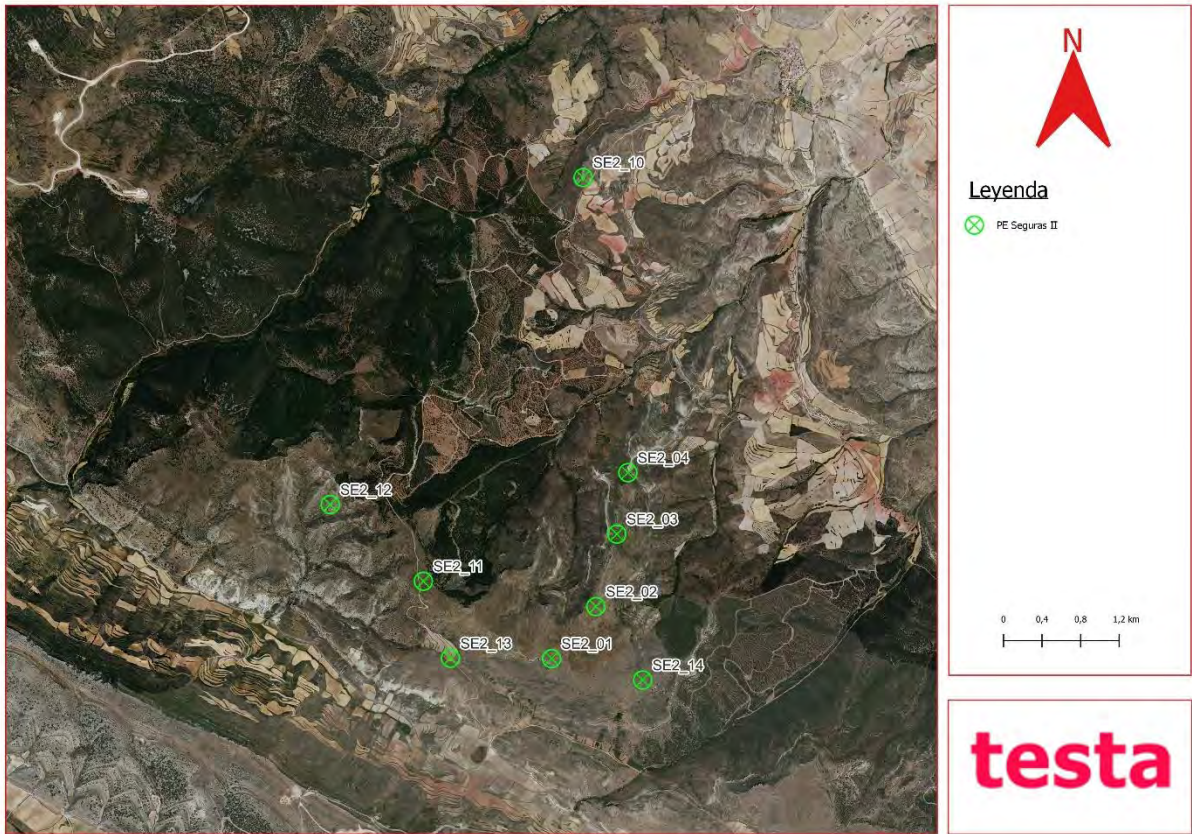 SE2_10
SE2_04
SE2_12
SE2_03
SE2_11
SE2_02
SE2_13
SE2_01
SE2_14
N
Leyenda
PE Seguras II
0 0,4 0,8 1,2 km
testa